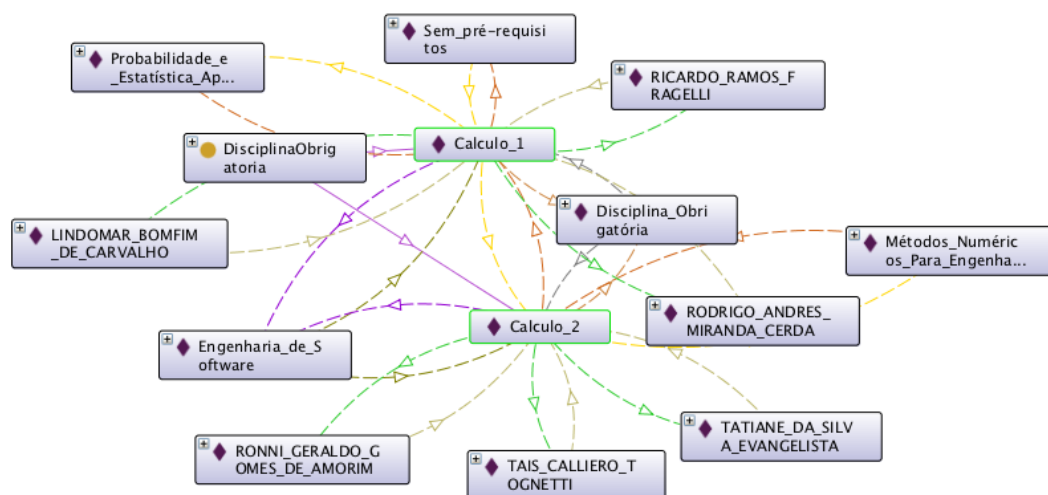 Sem_pré-requisi
tos
Probabilidade_e
_Estatística_Ap...
RICARDO_RAMOS_F
RAGELLI
DisciplinaObrig
atoria
Calculo_1
LINDOMAR_BOMFIM
_DE_CARVALHO
Disciplina_Obri
gatória
Métodos_Numéric
os_Para_Engenha...
RODRIGO_ANDRES_
MIRANDA_CERDA
Calculo_2
Engenharia_de_S
oftware
TATIANE_DA_SILV
A_EVANGELISTA
RONNI_GERALDO_G
OMES_DE_AMORIM
TAIS_CALLIERO_T
OGNETTI